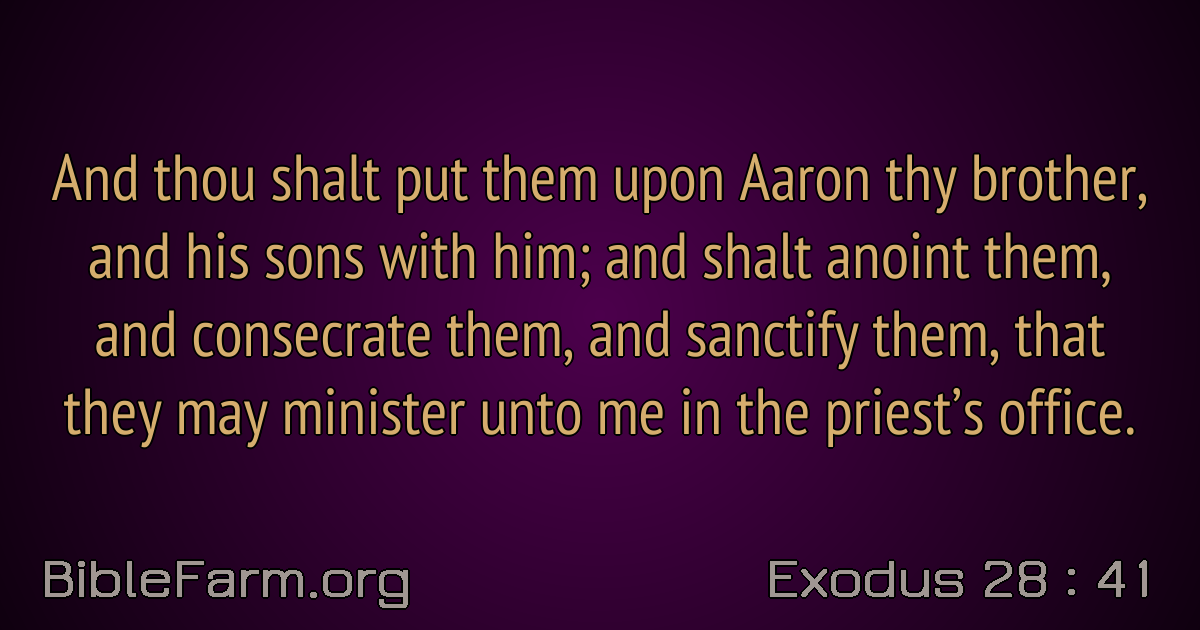 And thou shalt put them upon Aaron thy brother,
and his sons with him; and shalt anoint them,
and consecrate them, and sanctify them, that
they may minister unto me in the priest’s office.
BibleFarm.org
Exodus 28 : 41